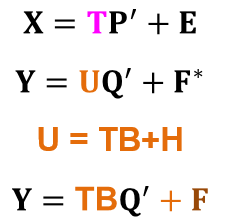 X = TP′ + E
Y = UQ′ + F*
U = TB+H
Y = TBQ′ + F